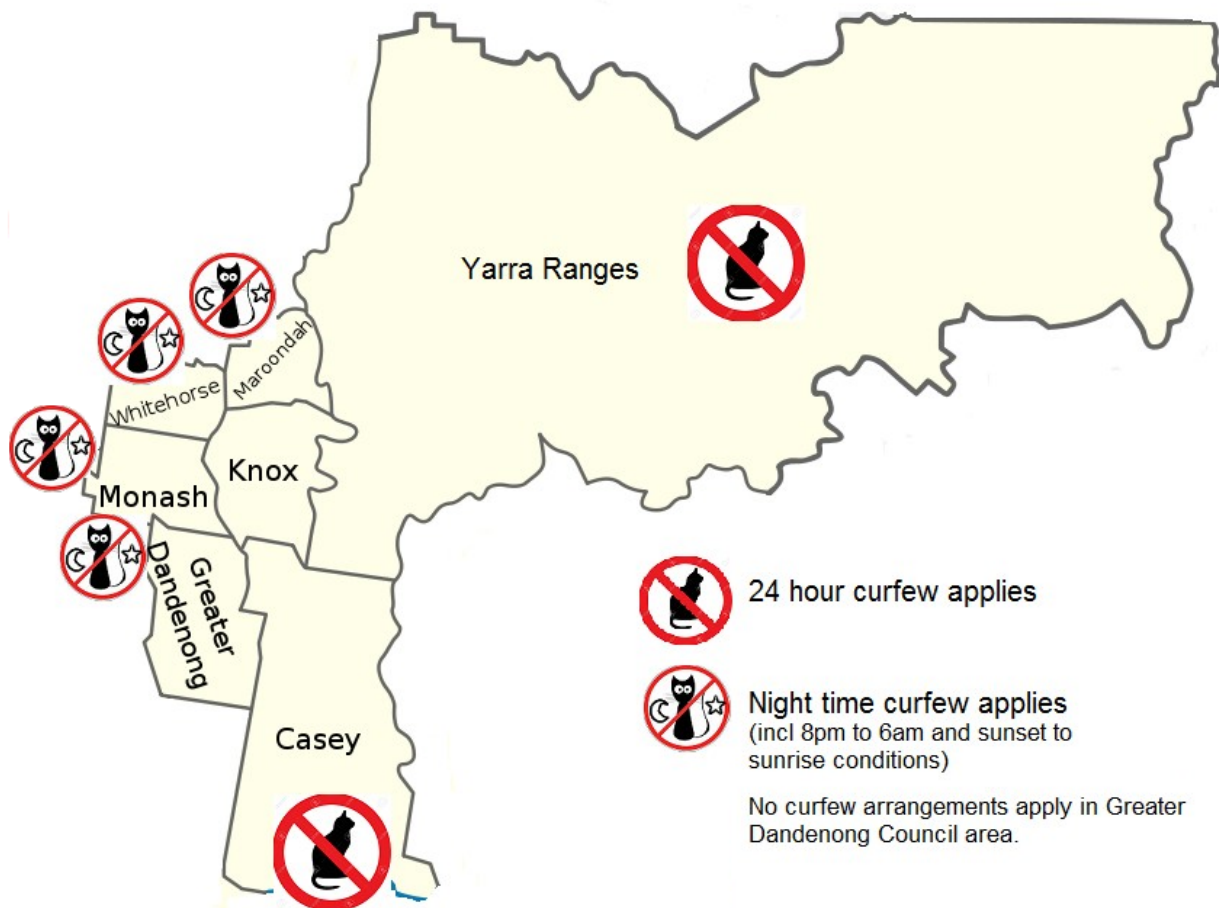 Yarra Ranges
Maroondah
Whitehorse
Knox
Monash
Greater
Dandenong
Casey
24 hour curfew applies
Night time curfew applies
(incl 8pm to 6am and sunset to
sunrise conditions)
No curfew arrangements apply in Greater
Dandenong Council area.